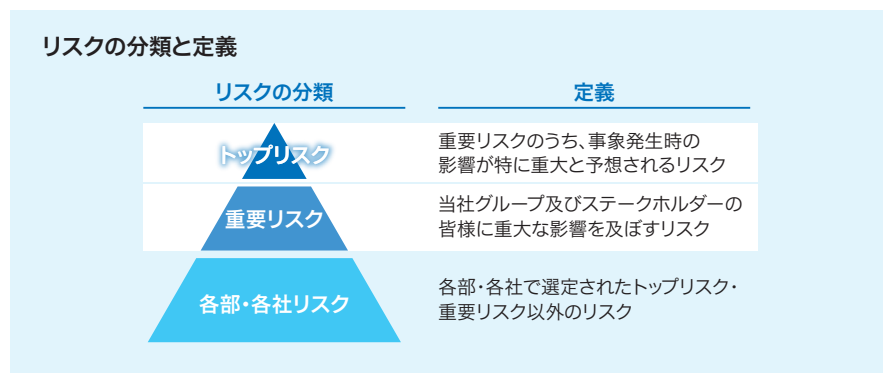 リスクの分類と定義
リスクの分類
定義
トップリスク
重要リスクのうち、事象発生時の
影響が特に重大と予想されるリスク
重要リスク
当社グループ及びステークホルダーの
皆様に重大な影響を及ぼすリスク
各部・各社リスク
各部・各社で選定されたトップリスク・
重要リスク以外のリスク